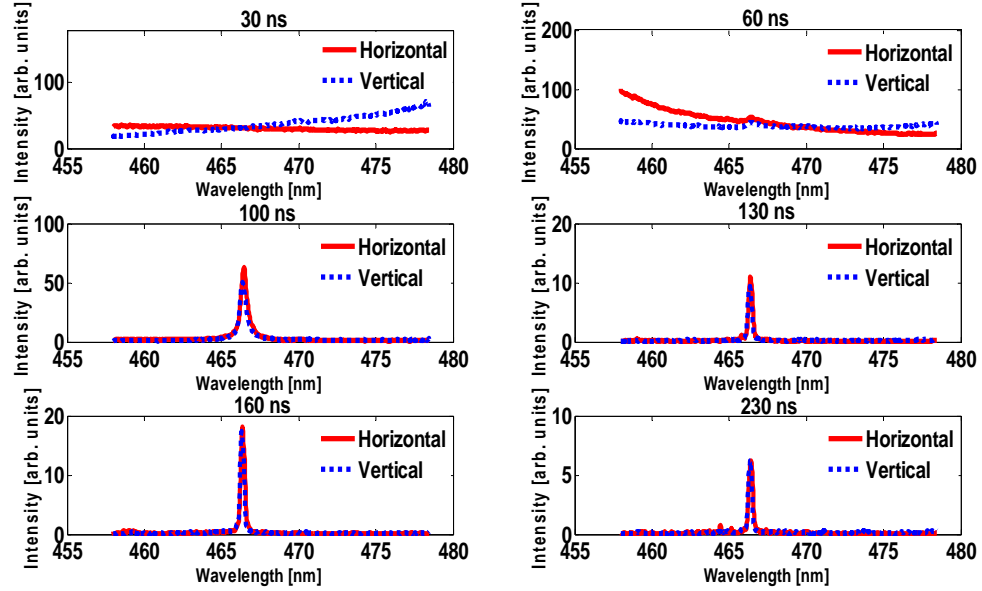 30 ns
Intensity [arb. units]
100
0
455 460 465 470 475 480
Wavelength [nm]
Horizontal
Vertical
60 ns
Intensity [arb. units]
200
100
0
455 460 465 470 475 480
Wavelength [nm]
Horizontal
Vertical
100 ns
Intensity [arb. units]
100
50
0
455 460 465 470 475 480
Wavelength [nm]
Horizontal
Vertical
130 ns
Intensity [arb. units]
20
10
0
455 460 465 470 475 480
Wavelength [nm]
Horizontal
Vertical
160 ns
Intensity [arb. units]
20
10
0
455 460 465 470 475 480
Wavelength [nm]
Horizontal
Vertical
230 ns
Intensity [arb. units]
10
5
0
455 460 465 470 475 480
Wavelength [nm]
Horizontal
Vertical